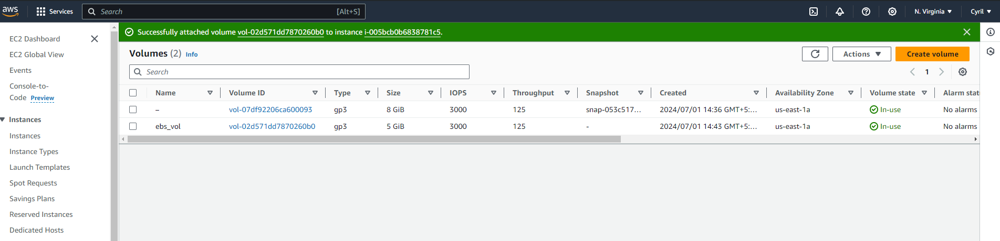 aws Services Search [Alt+S] N. Virginia Cyril
EC2 Dashboard
EC2 Global View
Events
Console-to-
Code Preview
Instances
Instances
Instance Types
Launch Templates
Spot Requests
Savings Plans
Reserved Instances
Dedicated Hosts
Successfully attached volume vol-02d571dd7870260b0 to instance i-005bcb0b6838781c5.
Volumes (2) Info Actions Create volume
Search 1
Name Volume ID Type Size IOPS Throughput Snapshot Created Availability Zone Volume state Alarm stat
– vol-07df92206ca600093 gp3 8 GiB 3000 125 snap-053c517... 2024/07/01 14:36 GMT+5:... us-east-1a In-use No alarms
ebs_vol vol-02d571dd7870260b0 gp3 5 GiB 3000 125 - 2024/07/01 14:43 GMT+5:... us-east-1a In-use No alarms